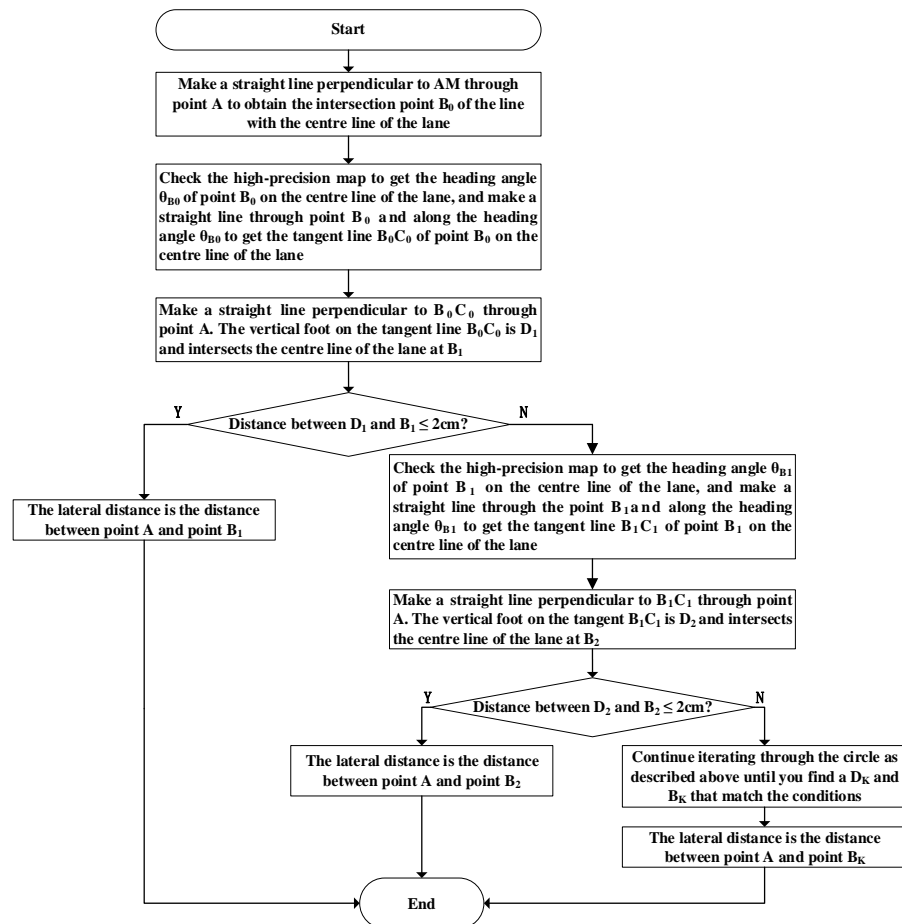 Start
Make a straight line perpendicular to AM through
point A to obtain the intersection point B₀ of the line
with the centre line of the lane
Check the high-precision map to get the heading angle
θ_B0 of point B₀ on the centre line of the lane, and make a
straight line through point B₀ and along the heading
angle θ_B0 to get the tangent line B₀C₀ of point B₀ on the
centre line of the lane
Make a straight line perpendicular to B₀C₀ through
point A. The vertical foot on the tangent line B₀C₀ is D₁
and intersects the centre line of the lane at B₁
Y
Distance between D₁ and B₁ ≤ 2cm?
N
The lateral distance is the distance
between point A and point B₁
Check the high-precision map to get the heading angle θ_B1
of point B₁ on the centre line of the lane, and make a
straight line through the point B₁and along the heading
angle θ_B1 to get the tangent line B₁C₁ of point B₁ on the
centre line of the lane
Make a straight line perpendicular to B₁C₁ through point
A. The vertical foot on the tangent B₁C₁ is D₂ and intersects
the centre line of the lane at B₂
Y
Distance between D₂ and B₂ ≤ 2cm?
N
The lateral distance is the distance
between point A and point B₂
Continue iterating through the circle as
described above until you find a D_K and
B_K that match the conditions
The lateral distance is the distance
between point A and point B_K
End